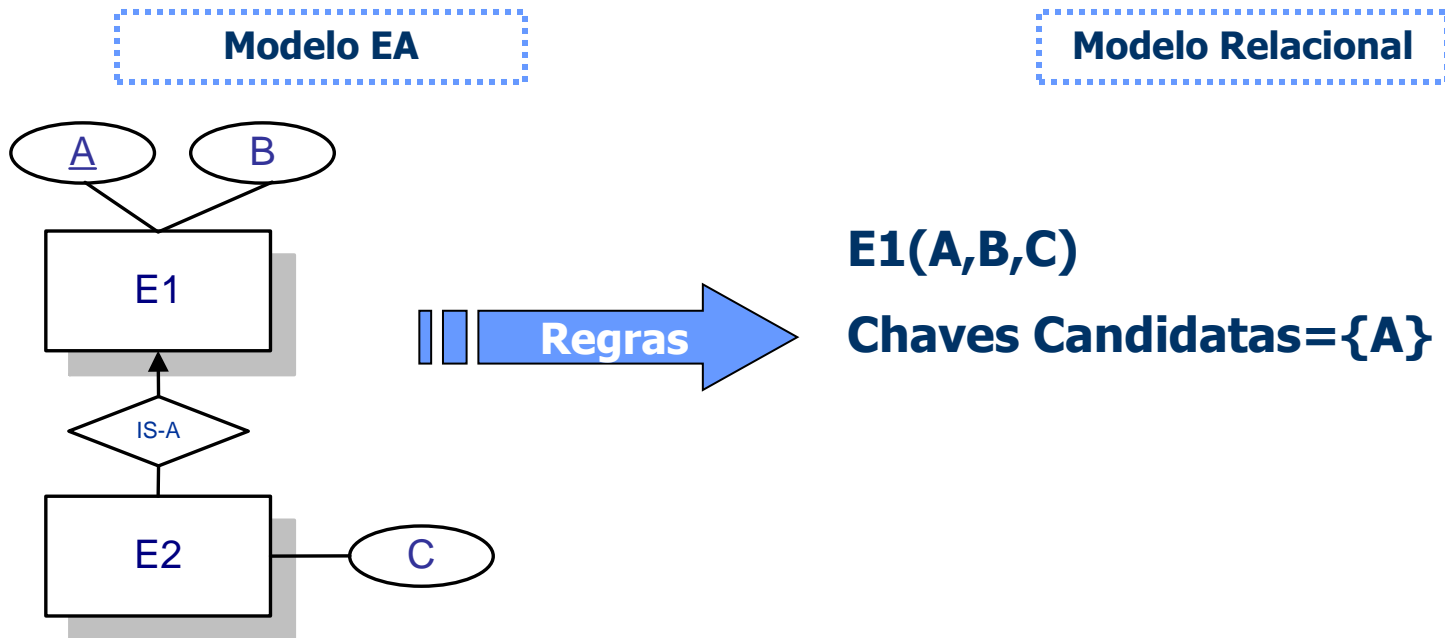 Modelo EA
Modelo Relacional
A
B
E1
E1(A,B,C)
Regras
Chaves Candidatas={A}
IS-A
E2
C